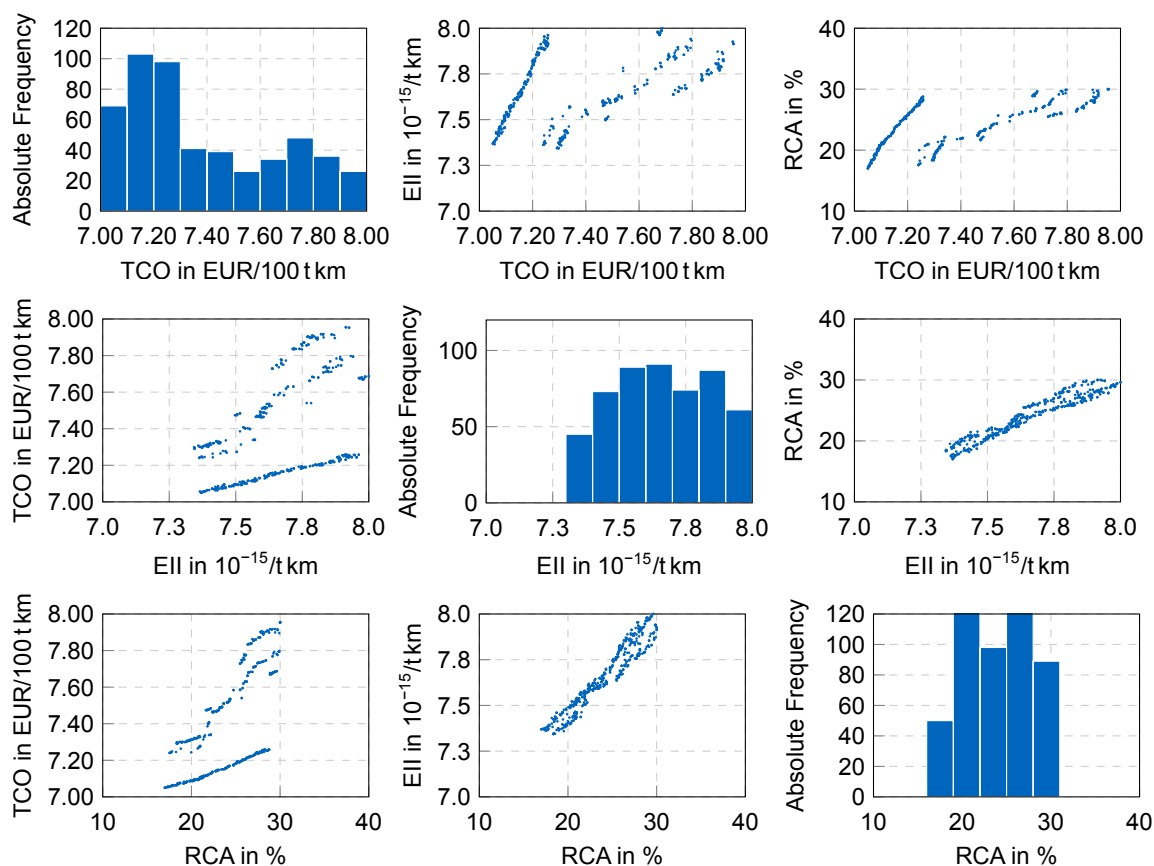 Absolute Frequency
120
100
80
60
40
20
0
7.00 7.20 7.40 7.60 7.80 8.00
TCO in EUR/100 t km
EII in 10⁻¹⁵/t km
8.0
7.8
7.5
7.3
7.0
7.00 7.20 7.40 7.60 7.80 8.00
TCO in EUR/100 t km
RCA in %
40
30
20
10
7.00 7.20 7.40 7.60 7.80 8.00
TCO in EUR/100 t km
TCO in EUR/100 t km
8.00
7.80
7.60
7.40
7.20
7.00
7.0 7.3 7.5 7.8 8.0
EII in 10⁻¹⁵/t km
Absolute Frequency
100
50
0
7.0 7.3 7.5 7.8 8.0
EII in 10⁻¹⁵/t km
RCA in %
40
30
20
10
7.0 7.3 7.5 7.8 8.0
EII in 10⁻¹⁵/t km
TCO in EUR/100 t km
8.00
7.80
7.60
7.40
7.20
7.00
10 20 30 40
RCA in %
EII in 10⁻¹⁵/t km
8.0
7.8
7.5
7.3
7.0
10 20 30 40
RCA in %
Absolute Frequency
120
100
80
60
40
20
0
10 20 30 40
RCA in %